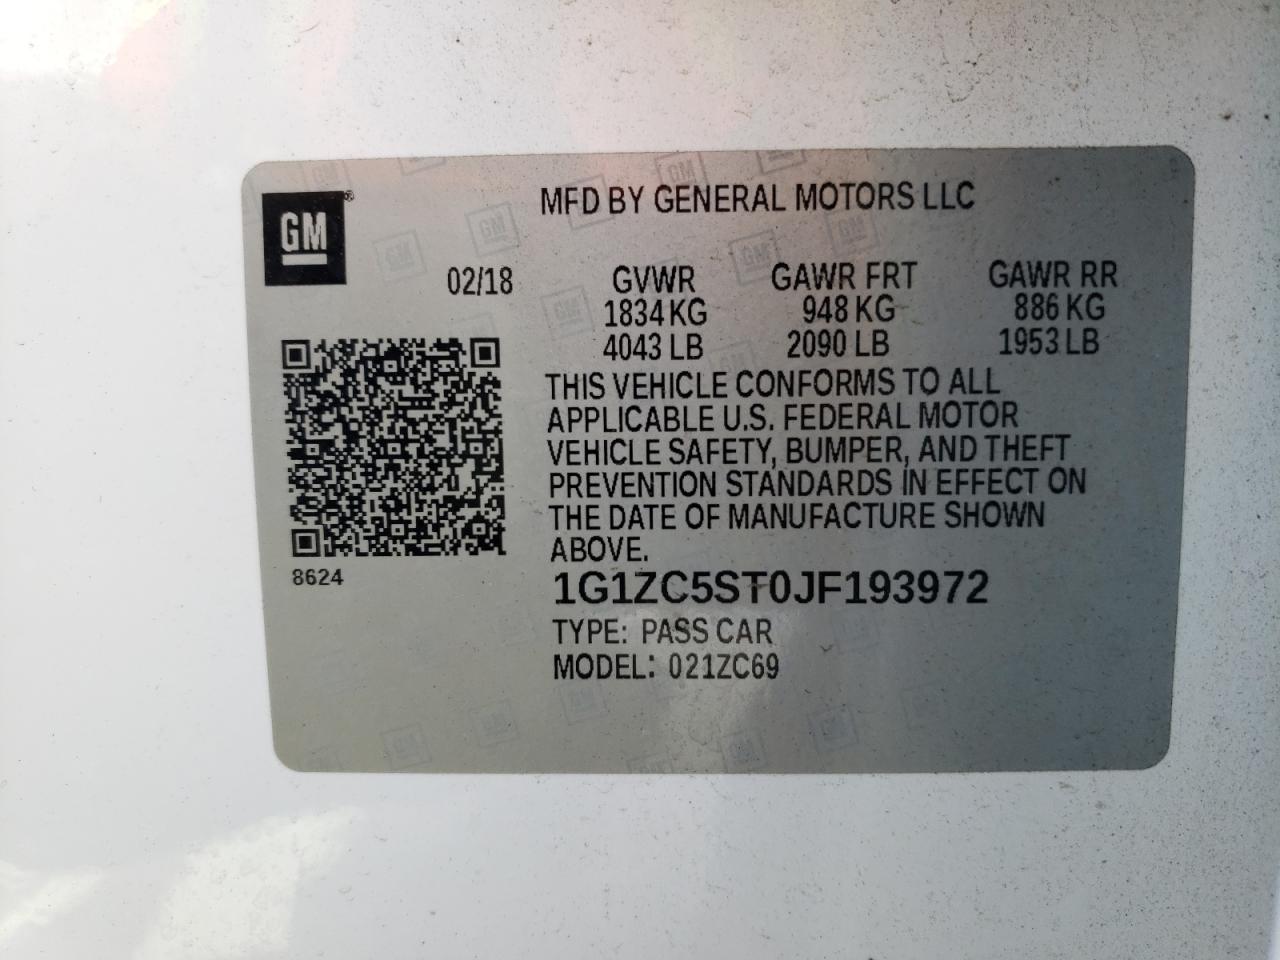 GM®
MFD BY GENERAL MOTORS LLC
02/18
GVWR GAWR FRT GAWR RR
1834 KG 948 KG 886 KG
4043 LB 2090 LB 1953 LB
THIS VEHICLE CONFORMS TO ALL
APPLICABLE U.S. FEDERAL MOTOR
VEHICLE SAFETY, BUMPER, AND THEFT
PREVENTION STANDARDS IN EFFECT ON
THE DATE OF MANUFACTURE SHOWN
ABOVE.
8624
1G1ZC5ST0JF193972
TYPE: PASS CAR
MODEL: 021ZC69